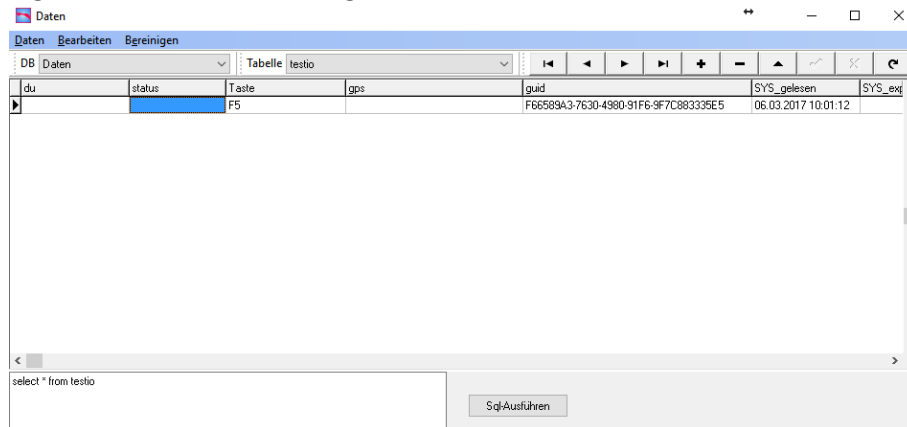 Daten
Daten Bearbeiten Bereinigen
DB Daten Tabelle testio
du status Taste gps guid SYS_gelesen SYS_exp
F5 F66589A3-7630-4980-91F6-9F7C883335E5 06.03.2017 10:01:12
select * from testio
Sql-Ausführen